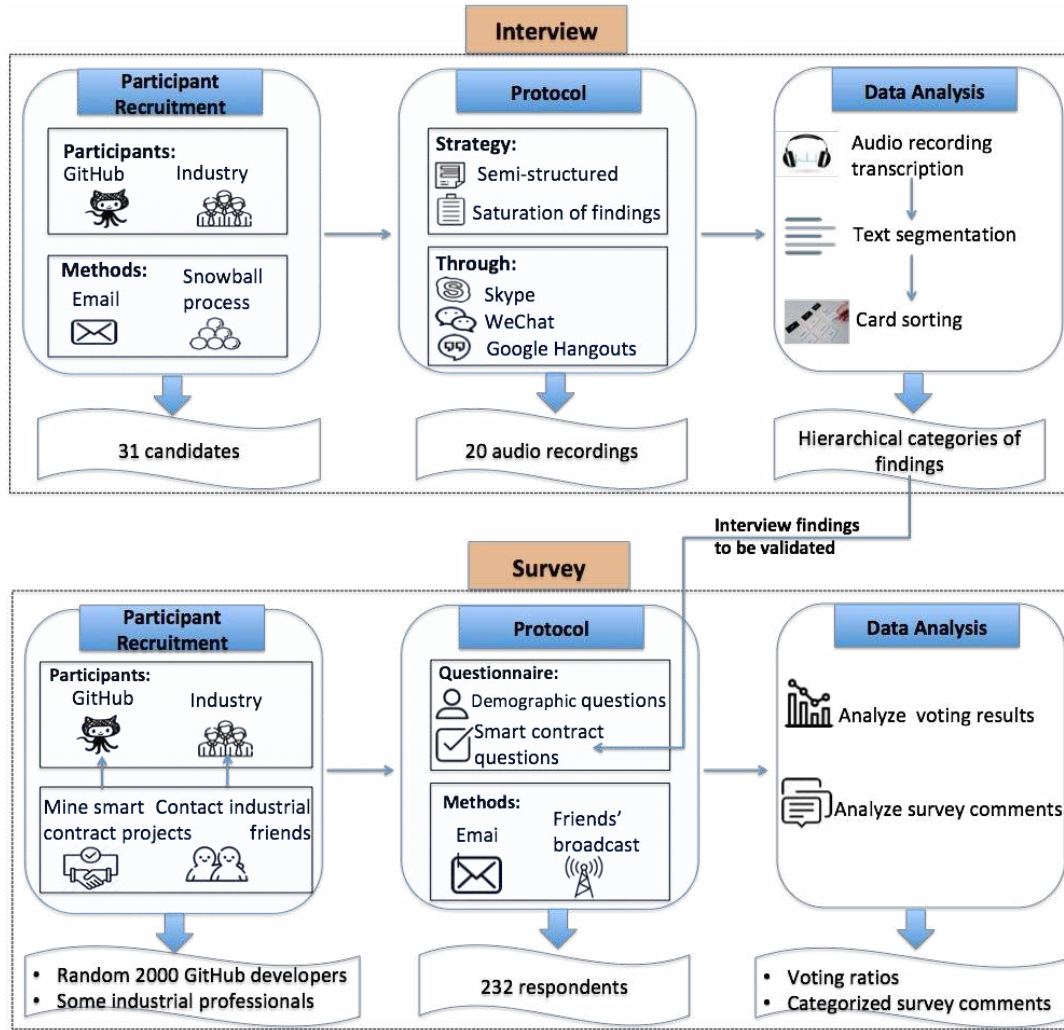 Interview
Participant
Recruitment
Participants:
GitHub
Industry
Methods:
Email
Snowball
process
31 candidates
Protocol
Strategy:
Semi-structured
Saturation of findings
Through:
Skype
WeChat
Google Hangouts
20 audio recordings
Data Analysis
Audio recording
transcription
Text segmentation
Card sorting
Hierarchical categories of
findings
Interview findings
to be validated
Survey
Participant
Recruitment
Participants:
GitHub
Industry
Mine smart
contract projects
Contact industrial
friends
• Random 2000 GitHub developers
• Some industrial professionals
Protocol
Questionnaire:
Demographic questions
Smart contract
questions
Methods:
Emai
Friends'
broadcast
232 respondents
Data Analysis
Analyze voting results
Analyze survey comments
• Voting ratios
• Categorized survey comments